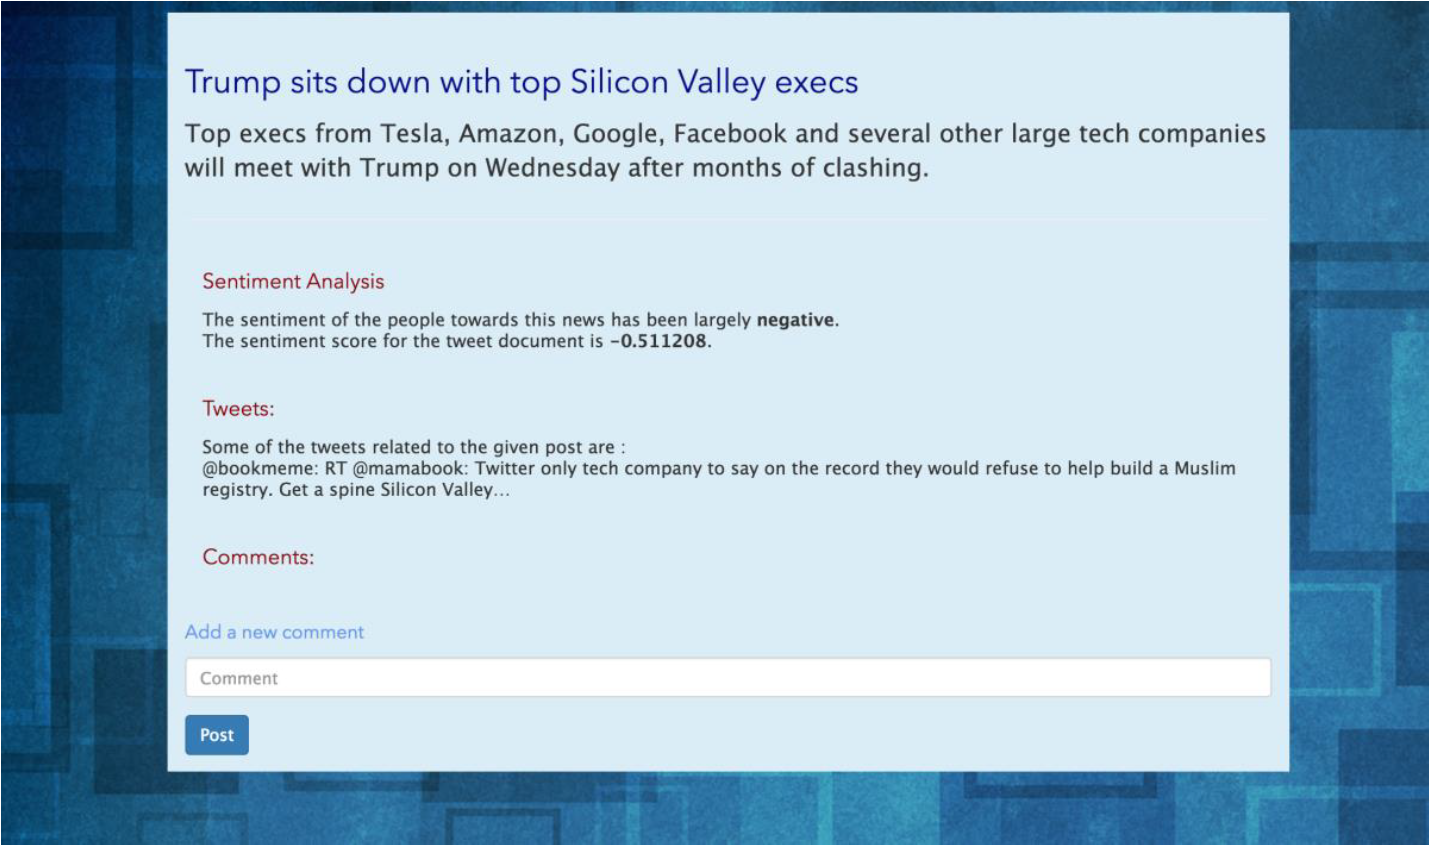 Trump sits down with top Silicon Valley execs
Top execs from Tesla, Amazon, Google, Facebook and several other large tech companies
will meet with Trump on Wednesday after months of clashing.
Sentiment Analysis
The sentiment of the people towards this news has been largely negative.
The sentiment score for the tweet document is -0.511208.
Tweets:
Some of the tweets related to the given post are :
@bookmeme: RT @mamabook: Twitter only tech company to say on the record they would refuse to help build a Muslim
registry. Get a spine Silicon Valley…
Comments:
Add a new comment
Comment
Post